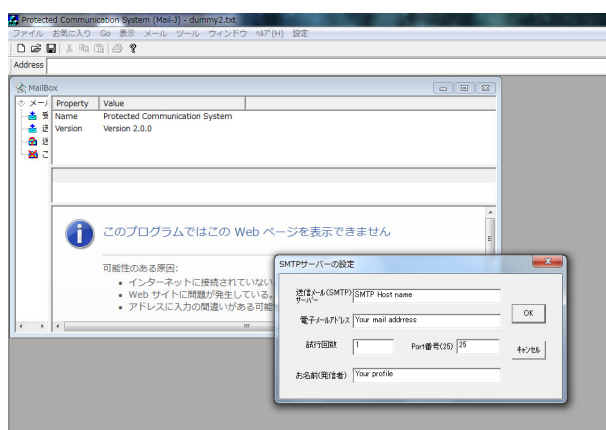 Protected Communication System (Mail-J) - dummy2.txt
ファイル お気に入り Go 表示 メール ツール ウィンドウ ヘルプ(H) 設定
Address
MailBox
メー
Property Value
受 Name Protected Communication System
送 Version Version 2.0.0
送
ご
このプログラムではこの Web ページを表示できません
可能性のある原因:
• インターネットに接続されていない
• Web サイトに問題が発生している。
• アドレスに入力の間違いがある可能
SMTPサーバーの設定
送信メール(SMTP)サーバー SMTP Host name
電子メールアドレス Your mail addrress
OK
試行回数 1 Port番号(25) 25
キャンセル
お名前(発信者) Your profile